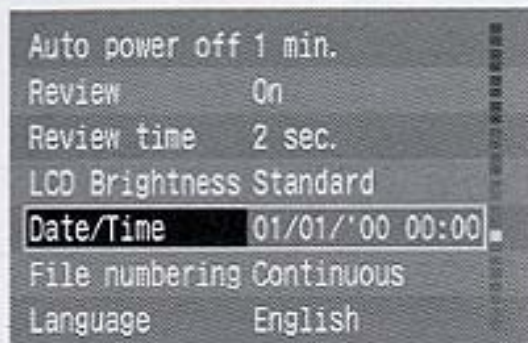 Auto power off 1 min.
Review On
Review time 2 sec.
LCD Brightness Standard
Date/Time 01/01/'00 00:00
File numbering Continuous
Language English